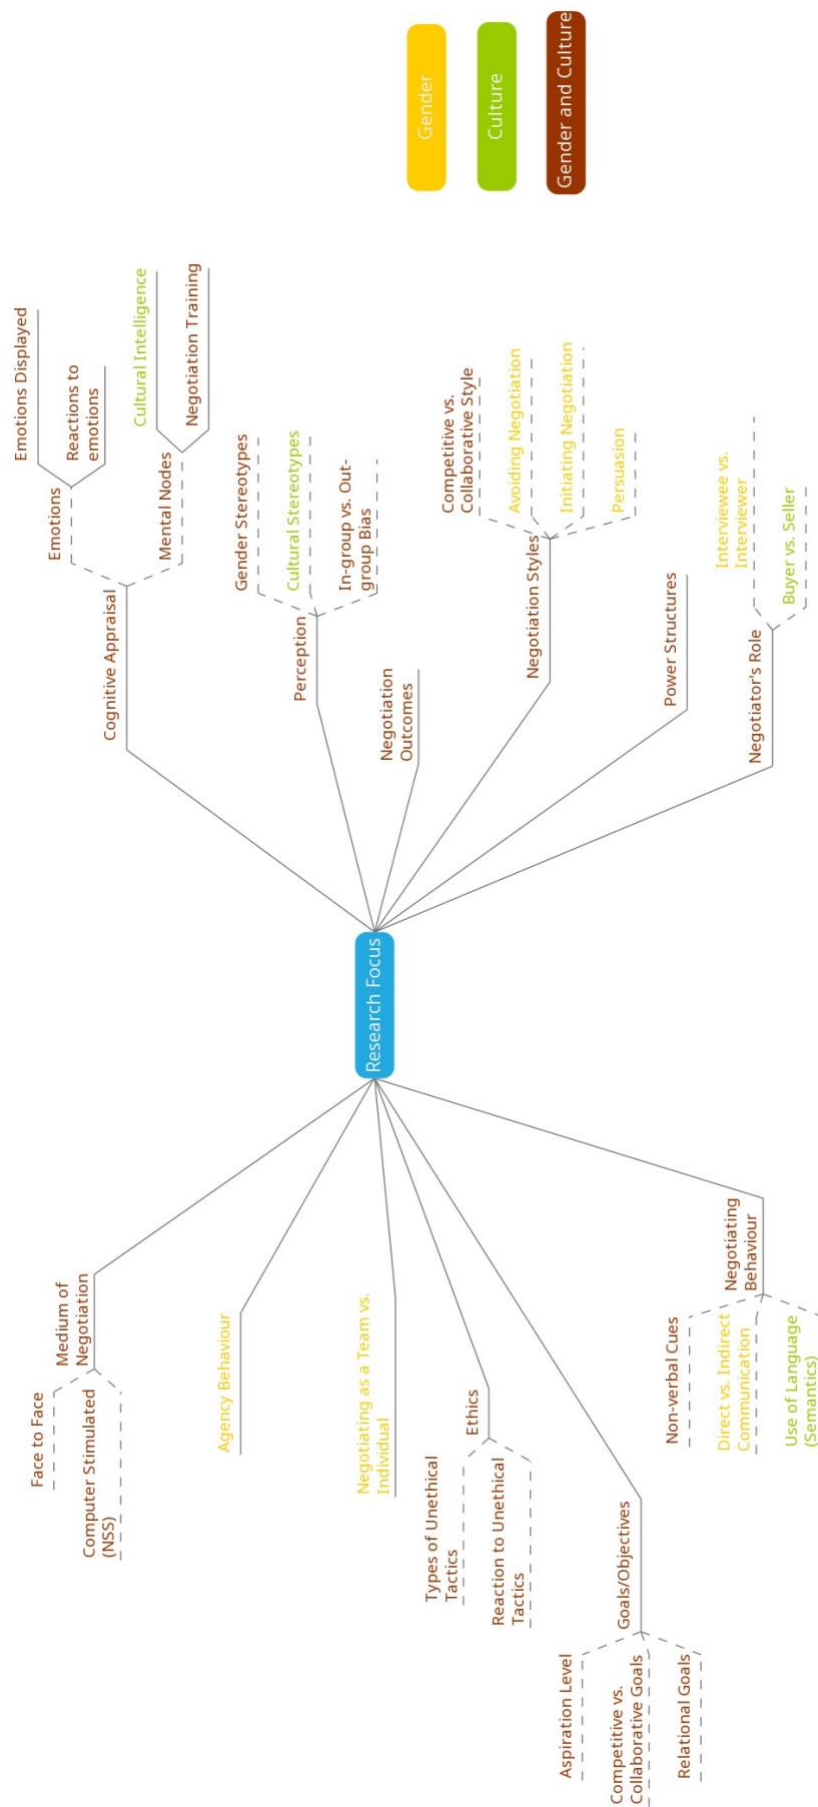 Medium of
Negotiation
Face to Face
Computer Stimulated
(NSS)
Agency Behaviour
Negotiating as a Team vs.
Individual
Ethics
Types of Unethical
Tactics
Reaction to Unethical
Tactics
Goals/Objectives
Aspiration Level
Competitive vs.
Collaborative Goals
Relational Goals
Negotiating
Behaviour
Non-verbal Cues
Direct vs. Indirect
Communication
Use of Language
(Semantics)
Research Focus
Cognitive Appraisal
Emotions
Emotions Displayed
Reactions to
emotions
Mental Nodes
Cultural Intelligence
Negotiation Training
Perception
Gender Stereotypes
Cultural Stereotypes
In-group vs. Out-
group Bias
Negotiation
Outcomes
Negotiation Styles
Competitive vs.
Collaborative Style
Avoiding Negotiation
Initiating Negotiation
Persuasion
Power Structures
Negotiator's Role
Interviewee vs.
Interviewer
Buyer vs. Seller
Gender
Culture
Gender and Culture